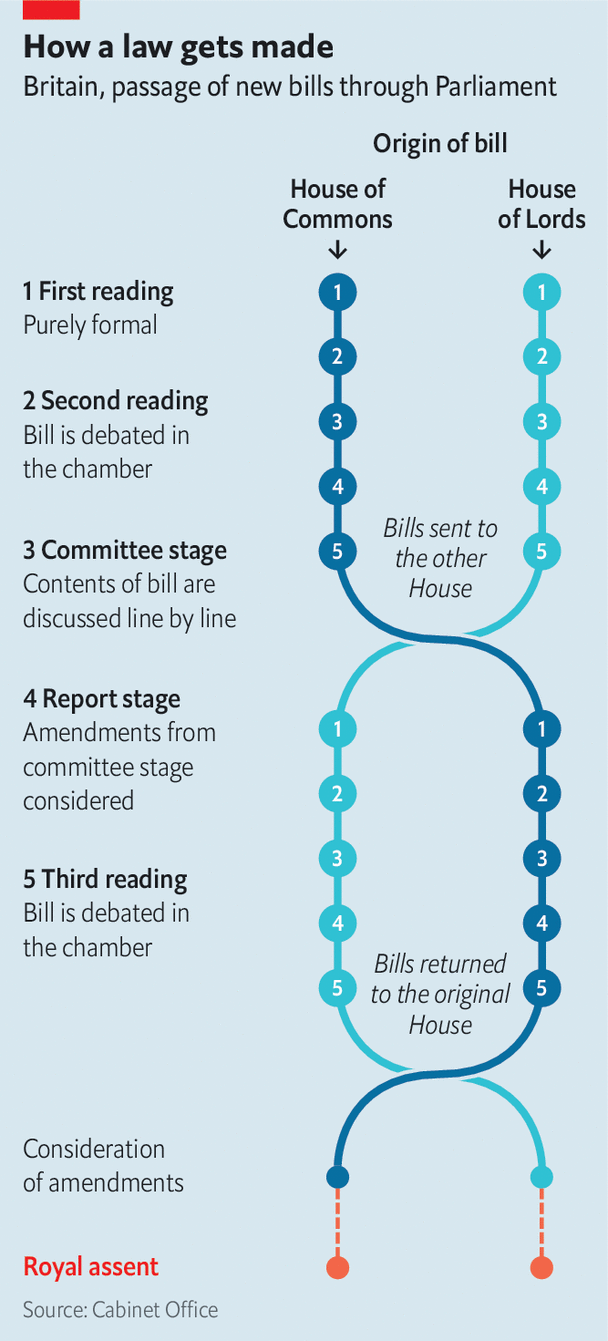 How a law gets made
Britain, passage of new bills through Parliament
Origin of bill
House of
Commons
House
of Lords
1 First reading
Purely formal
2 Second reading
Bill is debated in
the chamber
3 Committee stage
Contents of bill are
discussed line by line
4 Report stage
Amendments from
committee stage
considered
5 Third reading
Bill is debated in
the chamber
1
2
3
4
5
1
2
3
4
5
Bills sent to
the other
House
1
2
3
4
5
1
2
3
4
5
Bills returned
to the original
House
Consideration
of amendments
Royal assent
Source: Cabinet Office